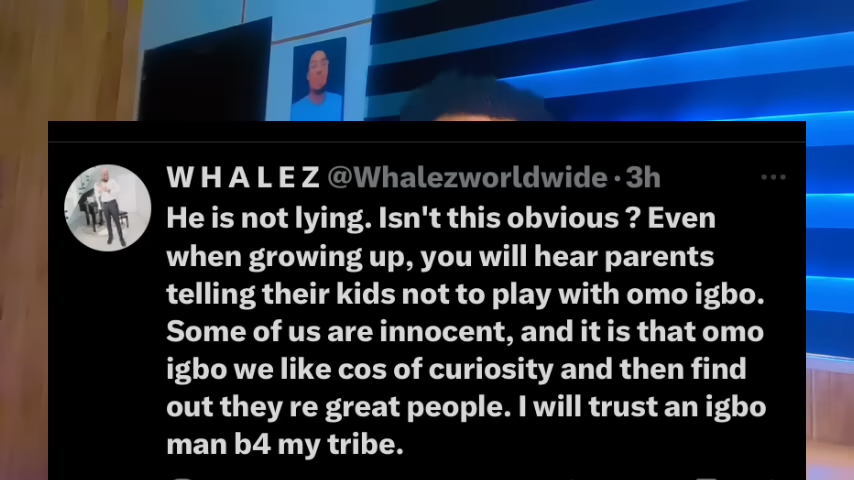 W H A L E Z @Whalezworldwide · 3h
He is not lying. Isn't this obvious ? Even
when growing up, you will hear parents
telling their kids not to play with omo igbo.
Some of us are innocent, and it is that omo
igbo we like cos of curiosity and then find
out they re great people. I will trust an igbo
man b4 my tribe.